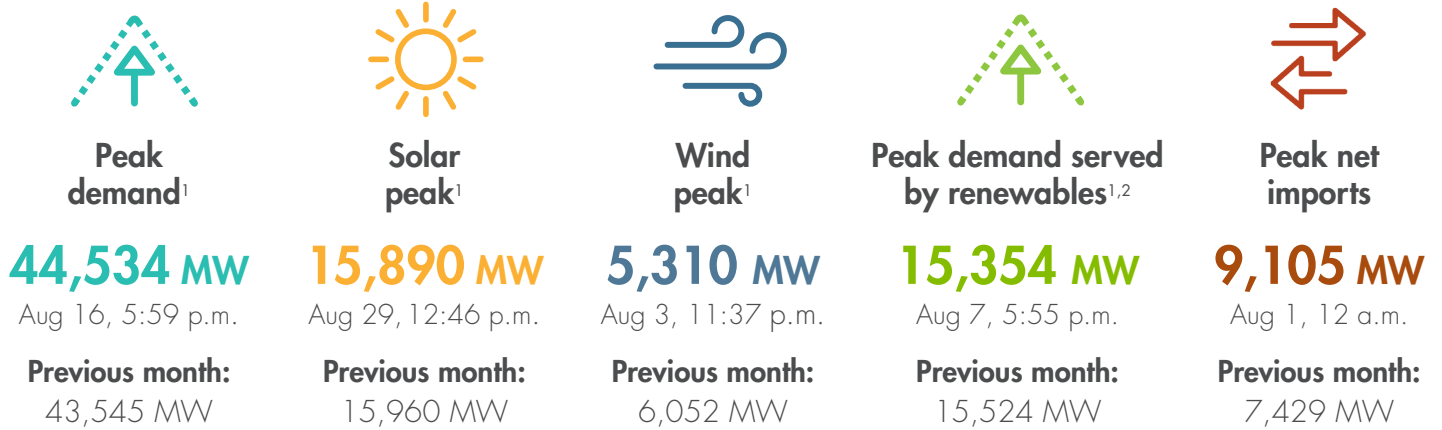 Peak
demand¹
44,534 MW
Aug 16, 5:59 p.m.
Previous month:
43,545 MW
Solar
peak¹
15,890 MW
Aug 29, 12:46 p.m.
Previous month:
15,960 MW
Wind
peak¹
5,310 MW
Aug 3, 11:37 p.m.
Previous month:
6,052 MW
Peak demand served
by renewables¹,²
15,354 MW
Aug 7, 5:55 p.m.
Previous month:
15,524 MW
Peak net
imports
9,105 MW
Aug 1, 12 a.m.
Previous month:
7,429 MW